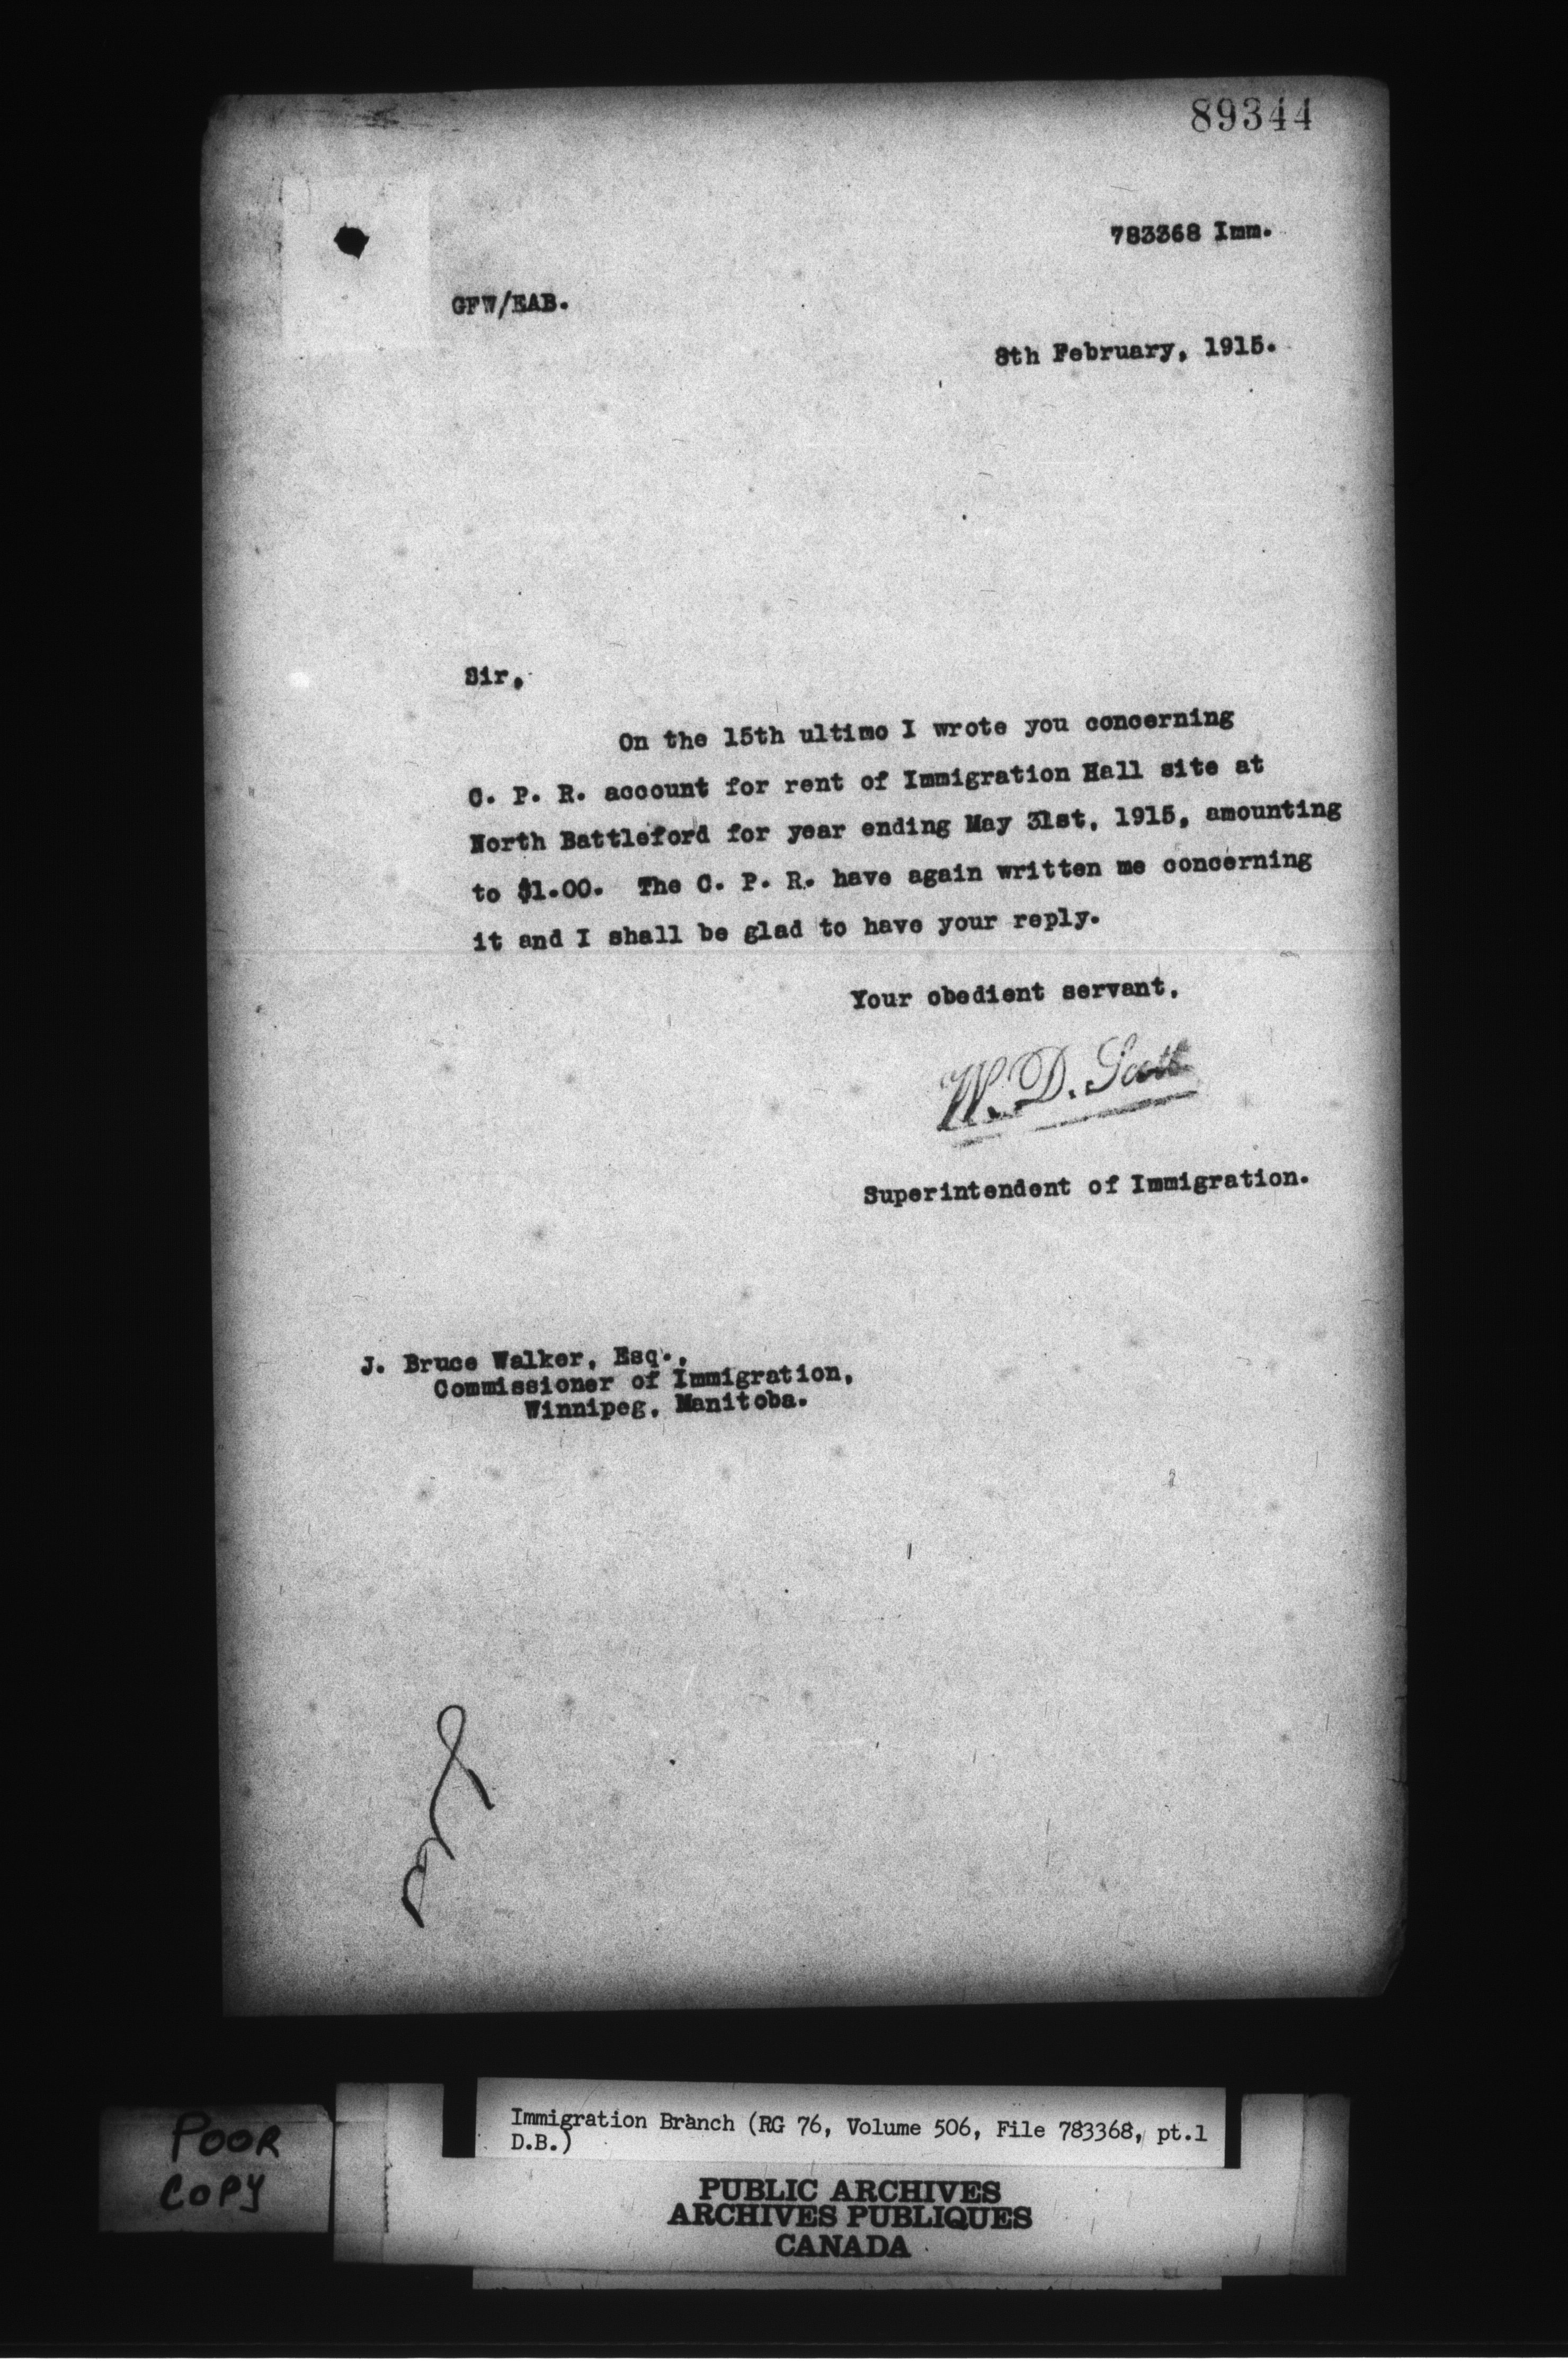 89344
783368 Imm.
GFW/EAB.
8th February, 1915.
Sir,
On the 15th ultimo I wrote you concerning
C. P. R. account for rent of Immigration Hall site at
North Battleford for year ending May 31st, 1915, amounting
to $1.00. The C. P. R. have again written me concerning
it and I shall be glad to have your reply.
Your obedient servant,
W. D. Scott
Superintendent of Immigration.
J. Bruce Walker, Esq.,
Commissioner of Immigration,
Winnipeg, Manitoba.
POOR
COPY
Immigration Branch (RG 76, Volume 506, File 783368, pt.1
D.B.)
PUBLIC ARCHIVES
ARCHIVES PUBLIQUES
CANADA